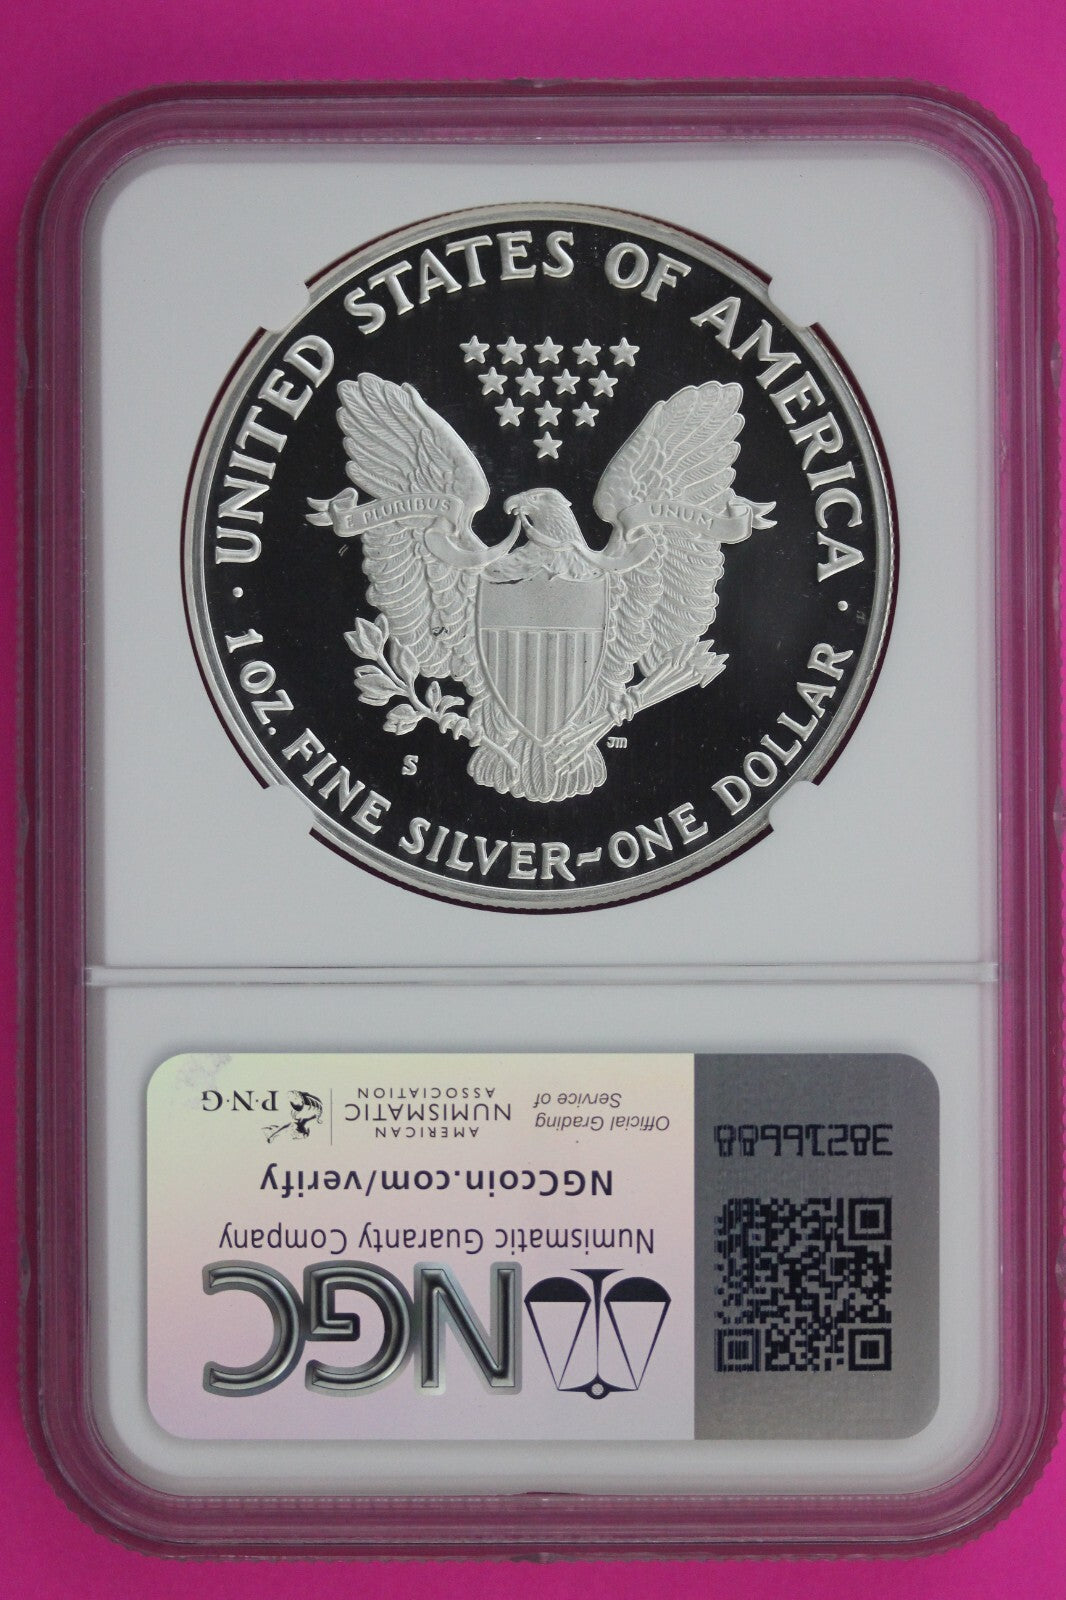 UNITED STATES OF AMERICA
E PLURIBUS
UNUM
S
JM
1 OZ. FINE SILVER~ONE DOLLAR
NGC
Numismatic Guaranty Company
NGCcoin.com/verify
Official Grading
Service of
AMERICAN
NUMISMATIC
ASSOCIATION
P·N·G